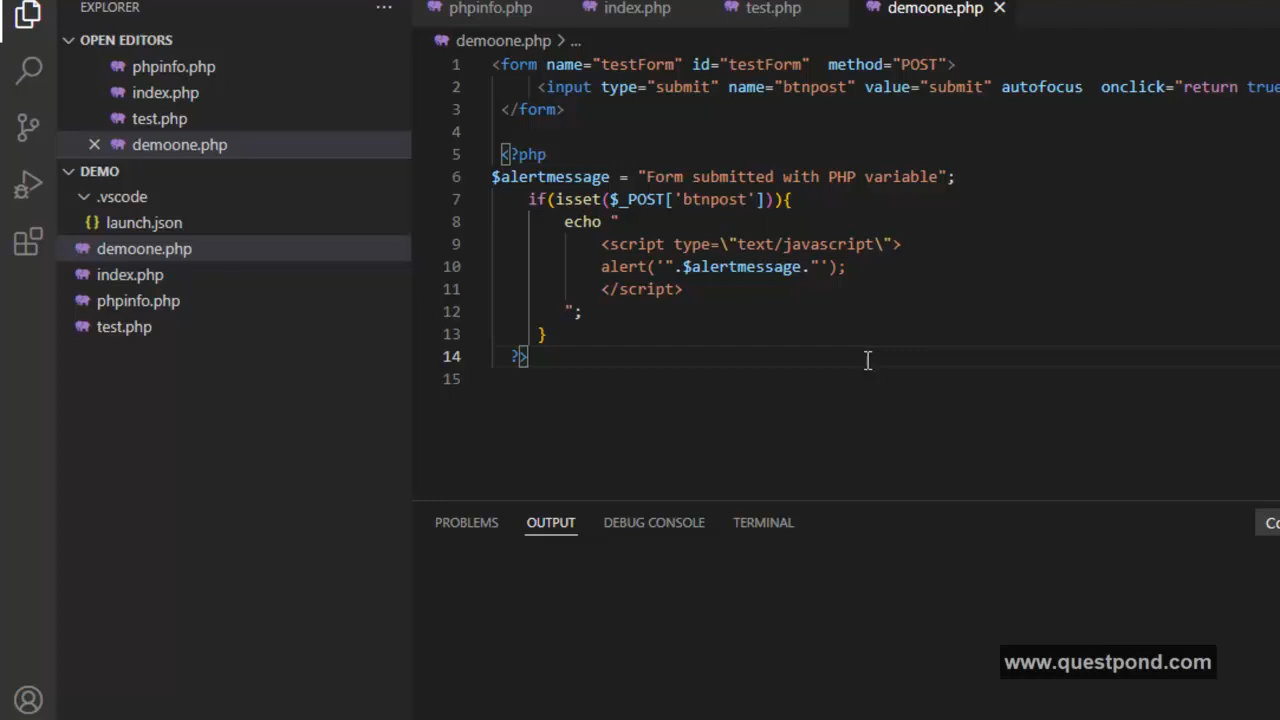 EXPLORER ···
phpinfo.php index.php test.php demoone.php
OPEN EDITORS
phpinfo.php
index.php
test.php
demoone.php
DEMO
.vscode
{} launch.json
demoone.php
index.php
phpinfo.php
test.php
demoone.php > ...
1 <form name="testForm" id="testForm"  method="POST">
2 <input type="submit" name="btnpost" value="submit" autofocus  onclick="return true
3 </form>
4
5 <?php
6 $alertmessage = "Form submitted with PHP variable";
7 if(isset($_POST['btnpost'])){
8 echo "
9 <script type=\"text/javascript\">
10 alert('".$alertmessage."');
11 </script>
12 ";
13 }
14 ?>
15
PROBLEMS OUTPUT DEBUG CONSOLE TERMINAL
www.questpond.com